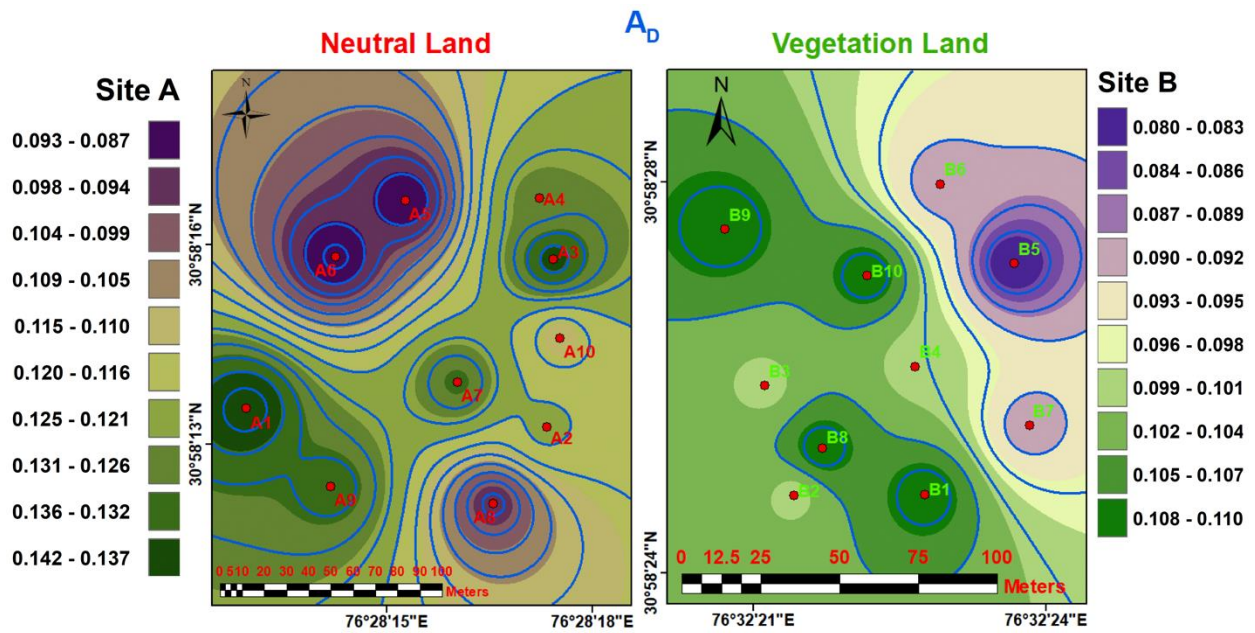 A_D
Neutral Land
Vegetation Land
Site A
0.093 - 0.087
0.098 - 0.094
0.104 - 0.099
0.109 - 0.105
0.115 - 0.110
0.120 - 0.116
0.125 - 0.121
0.131 - 0.126
0.136 - 0.132
0.142 - 0.137
N
30°58'16"N
30°58'13"N
A4
A5
A3
A6
A10
A7
A1
A2
A9
A8
0 5 10 20 30 40 50 60 70 80 90 100
Meters
76°28'15"E
76°28'18"E
N
30°58'28"N
30°58'24"N
B6
B9
B5
B10
B4
B3
B7
B8
B2
B1
0 12.5 25 50 75 100
Meters
76°32'21"E
76°32'24"E
Site B
0.080 - 0.083
0.084 - 0.086
0.087 - 0.089
0.090 - 0.092
0.093 - 0.095
0.096 - 0.098
0.099 - 0.101
0.102 - 0.104
0.105 - 0.107
0.108 - 0.110